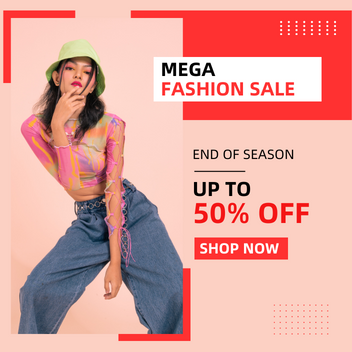 MEGA
FASHION SALE
END OF SEASON
UP TO
50% OFF
SHOP NOW